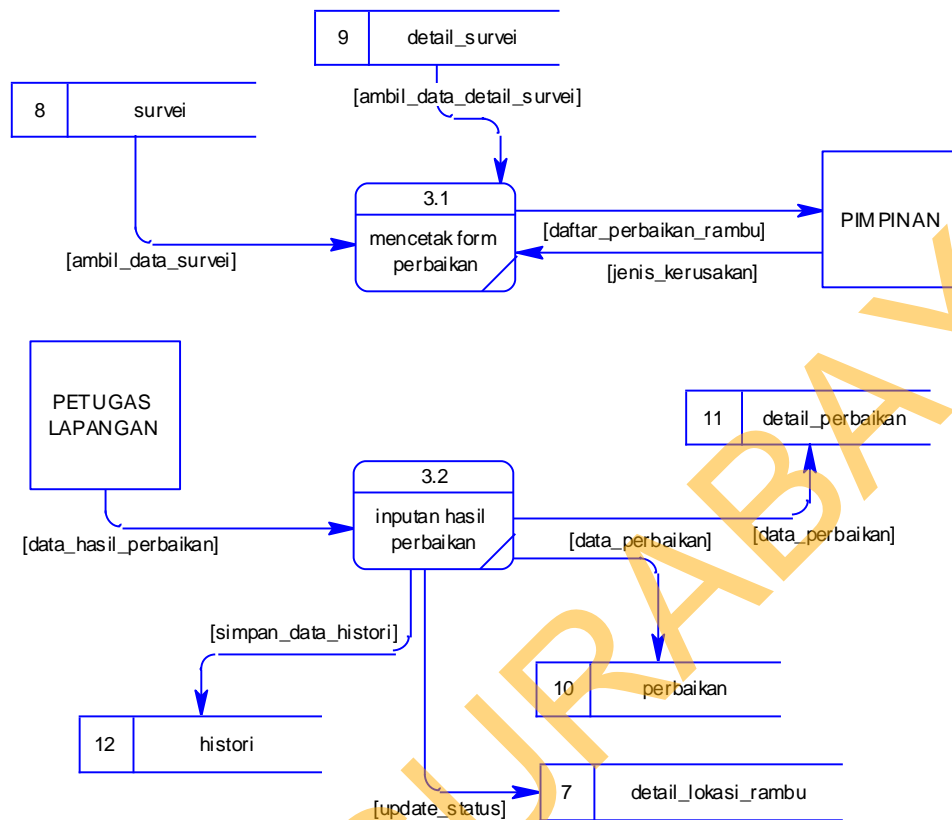 9 detail_survei
[ambil_data_detail_survei]
8 survei
3.1
mencetak form
perbaikan
[daftar_perbaikan_rambu]
PIMPINAN
[ambil_data_survei]
[jenis_kerusakan]
PETUGAS
LAPANGAN
11 detail_perbaikan
3.2
inputan hasil
perbaikan
[data_hasil_perbaikan]
[data_perbaikan]
[data_perbaikan]
[simpan_data_histori]
10 perbaikan
12 histori
7 detail_lokasi_rambu
[update_status]
SURABAY